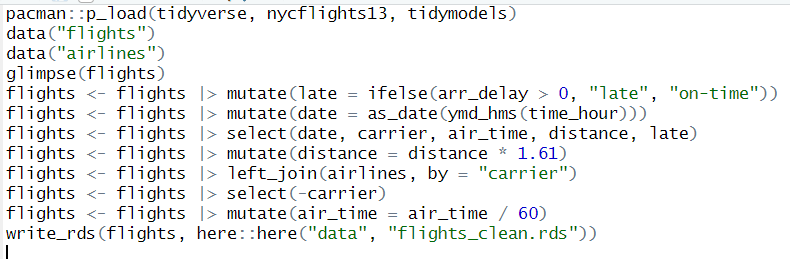 pacman::p_load(tidyverse, nycflights13, tidymodels)
data("flights")
data("airlines")
glimpse(flights)
flights <- flights |> mutate(late = ifelse(arr_delay > 0, "late", "on-time"))
flights <- flights |> mutate(date = as_date(ymd_hms(time_hour)))
flights <- flights |> select(date, carrier, air_time, distance, late)
flights <- flights |> mutate(distance = distance * 1.61)
flights <- flights |> left_join(airlines, by = "carrier")
flights <- flights |> select(-carrier)
flights <- flights |> mutate(air_time = air_time / 60)
write_rds(flights, here::here("data", "flights_clean.rds"))